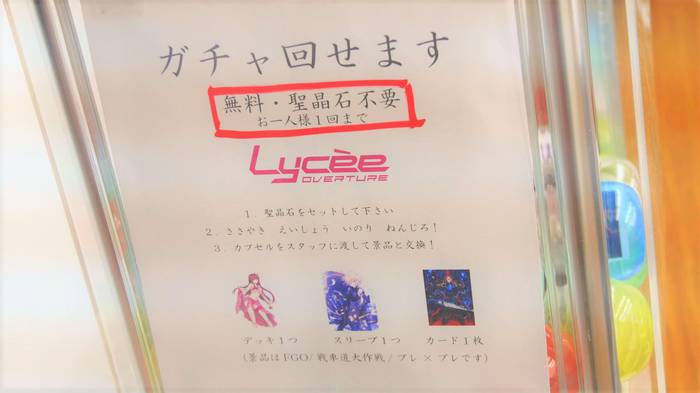 ガチャ回せます
無料・聖晶石不要
お一人様1回まで
Lycèe
OVERTURE
1. 聖晶石をセットして下さい
2. ささやき えいしょう いのり ねんじろ!
3. カプセルをスタッフに渡して景品と交換!
デッキ1つ スリーブ1つ カード1枚
(景品はFGO/戦車道大作戦/ブレ×ブレです)